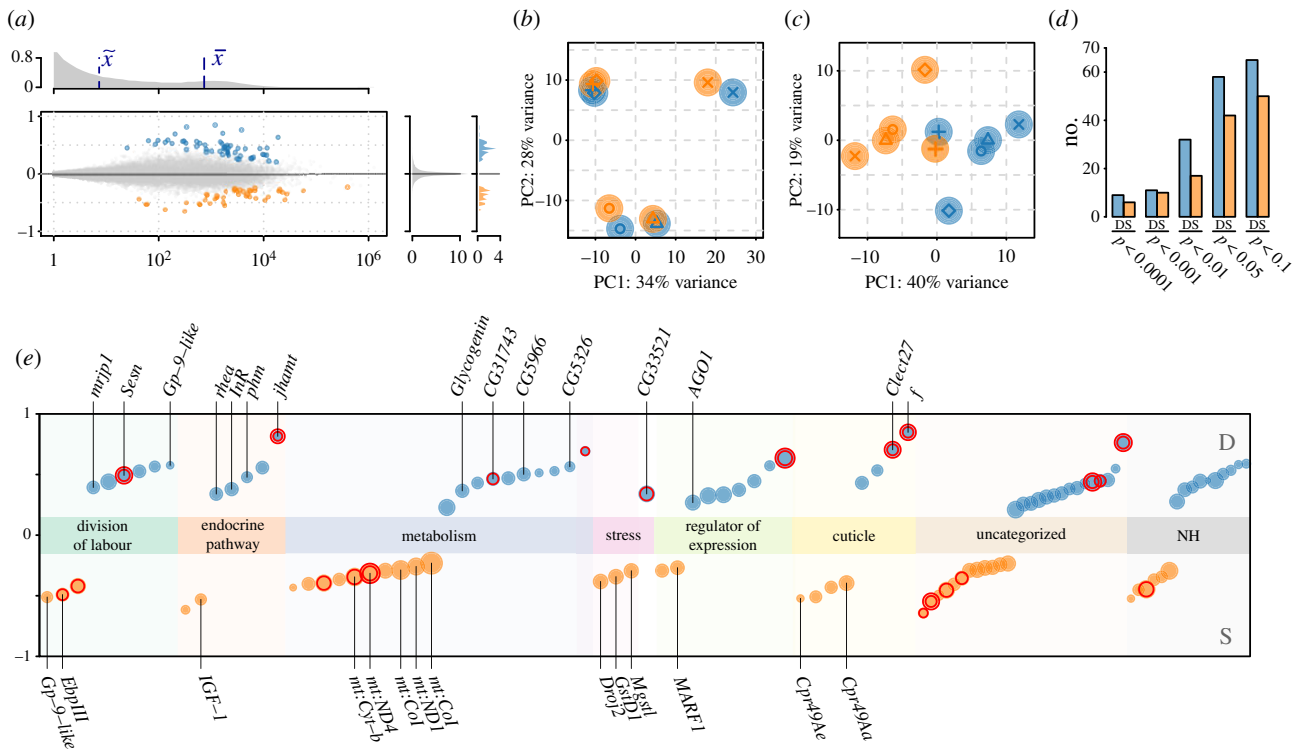 (a)
0.8
0
x̃
x̄
1
0
−1
1
10²
10⁴
10⁶
0
10
0
4
(b)
PC2: 28% variance
10
0
−10
−10
0
10
20
30
PC1: 34% variance
(c)
PC2: 19% variance
10
0
−10
−10
0
10
PC1: 40% variance
(d)
no.
70
60
40
20
10
0
DS
DS
DS
DS
DS
p < 0.0001
p < 0.001
p < 0.01
p < 0.05
p < 0.1
(e)
mrjp1
Sesn
Gp−9−like
rhea
InR
phm
jhamt
Glycogenin
CG31743
CG5966
CG5326
CG33521
AGO1
Clect27
f
1
0
−1
D
S
division
of labour
endocrine
pathway
metabolism
stress
regulator of
expression
cuticle
uncategorized
NH
Gp−9−like
EbpIII
IGF−1
mt:Cyt−b
mt:ND4
mt:CoI
mt:ND1
mt:CoI
Droj2
GstD1
Mgstl
MARF1
Cpr49Ae
Cpr49Aa